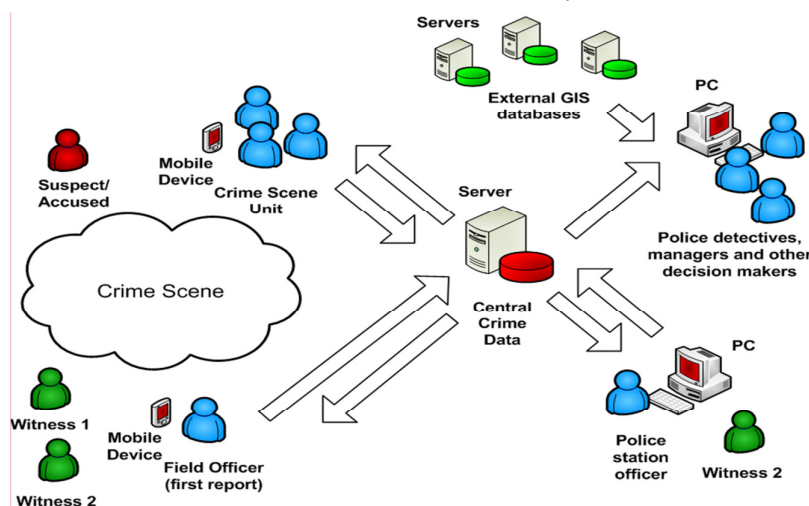 Servers
External GIS
databases
PC
Mobile
Device
Crime Scene
Unit
Suspect/
Accused
Server
Police detectives,
managers and other
decision makers
Crime Scene
Central
Crime
Data
PC
Witness 1
Mobile
Device
Field Officer
(first report)
Witness 2
Police
station
officer
Witness 2